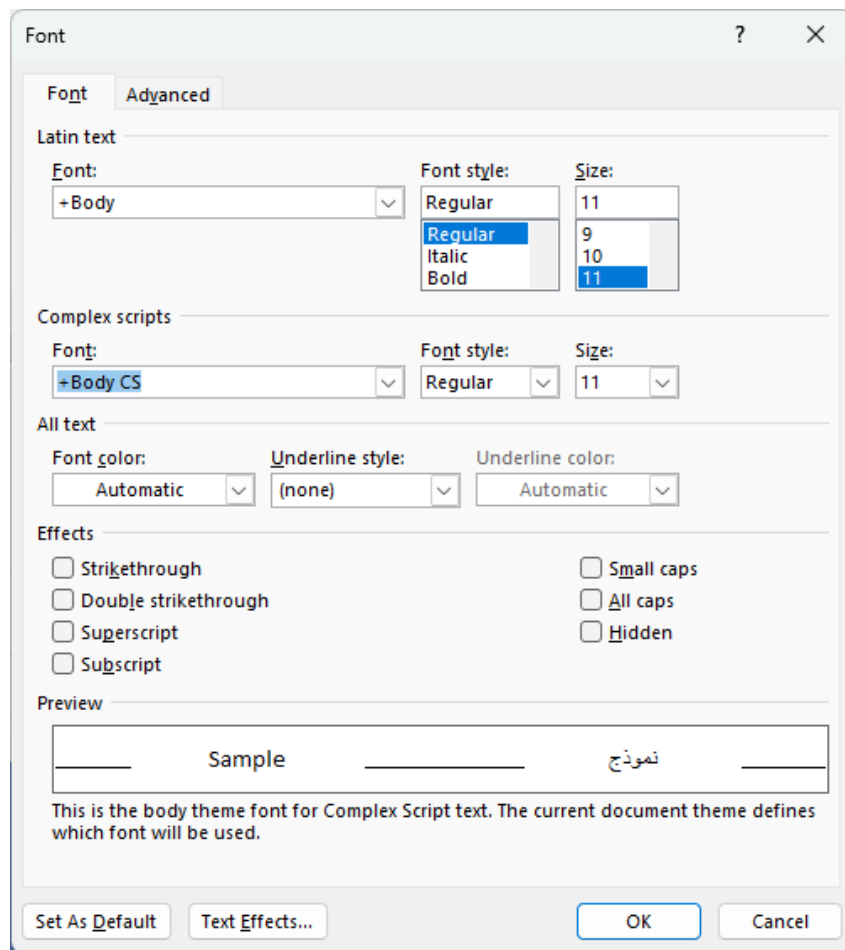 Font ?
Font Advanced
Latin text
Font: Font style: Size:
+Body Regular 11
Regular 9
Italic 10
Bold 11
Complex scripts
Font: Font style: Size:
+Body CS Regular 11
All text
Font color: Underline style: Underline color:
Automatic (none) Automatic
Effects
Strikethrough Small caps
Double strikethrough All caps
Superscript Hidden
Subscript
Preview
Sample نموذج
This is the body theme font for Complex Script text. The current document theme defines
which font will be used.
Set As Default Text Effects... OK Cancel